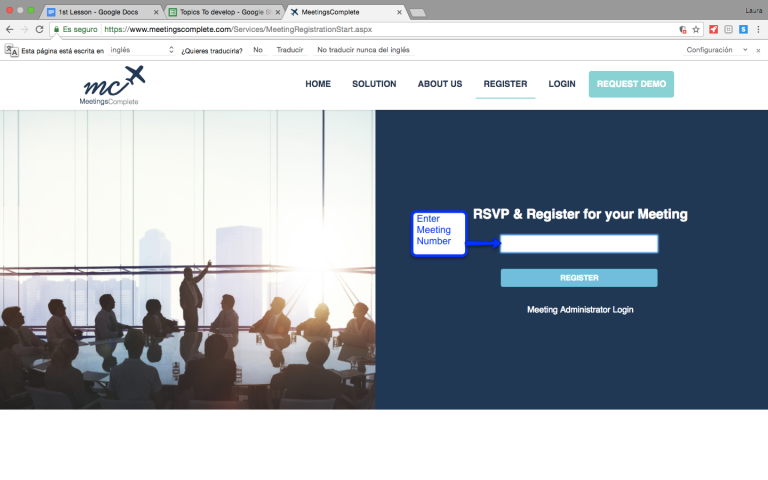 1st Lesson - Google Docs
Topics To develop - Google S
MeetingsComplete
Laura
Es seguro https://www.meetingscomplete.com/Services/MeetingRegistrationStart.aspx
Esta página está escrita en inglés ¿Quieres traducirla? No Traducir No traducir nunca del inglés Configuración
mc
MeetingsComplete
HOME SOLUTION ABOUT US REGISTER LOGIN REQUEST DEMO
RSVP & Register for your Meeting
Enter
Meeting
Number
REGISTER
Meeting Administrator Login